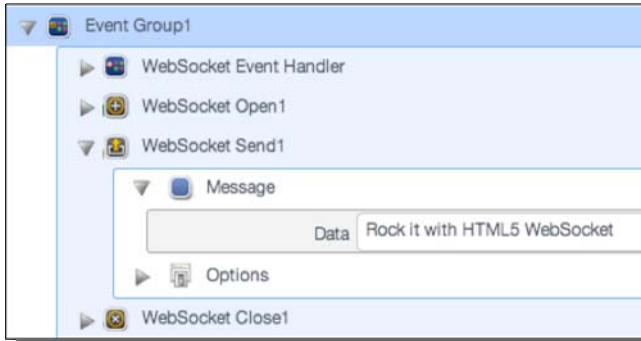 Event Group1
WebSocket Event Handler
WebSocket Open1
WebSocket Send1
Message
Data Rock it with HTML5 WebSocket
Options
WebSocket Close1